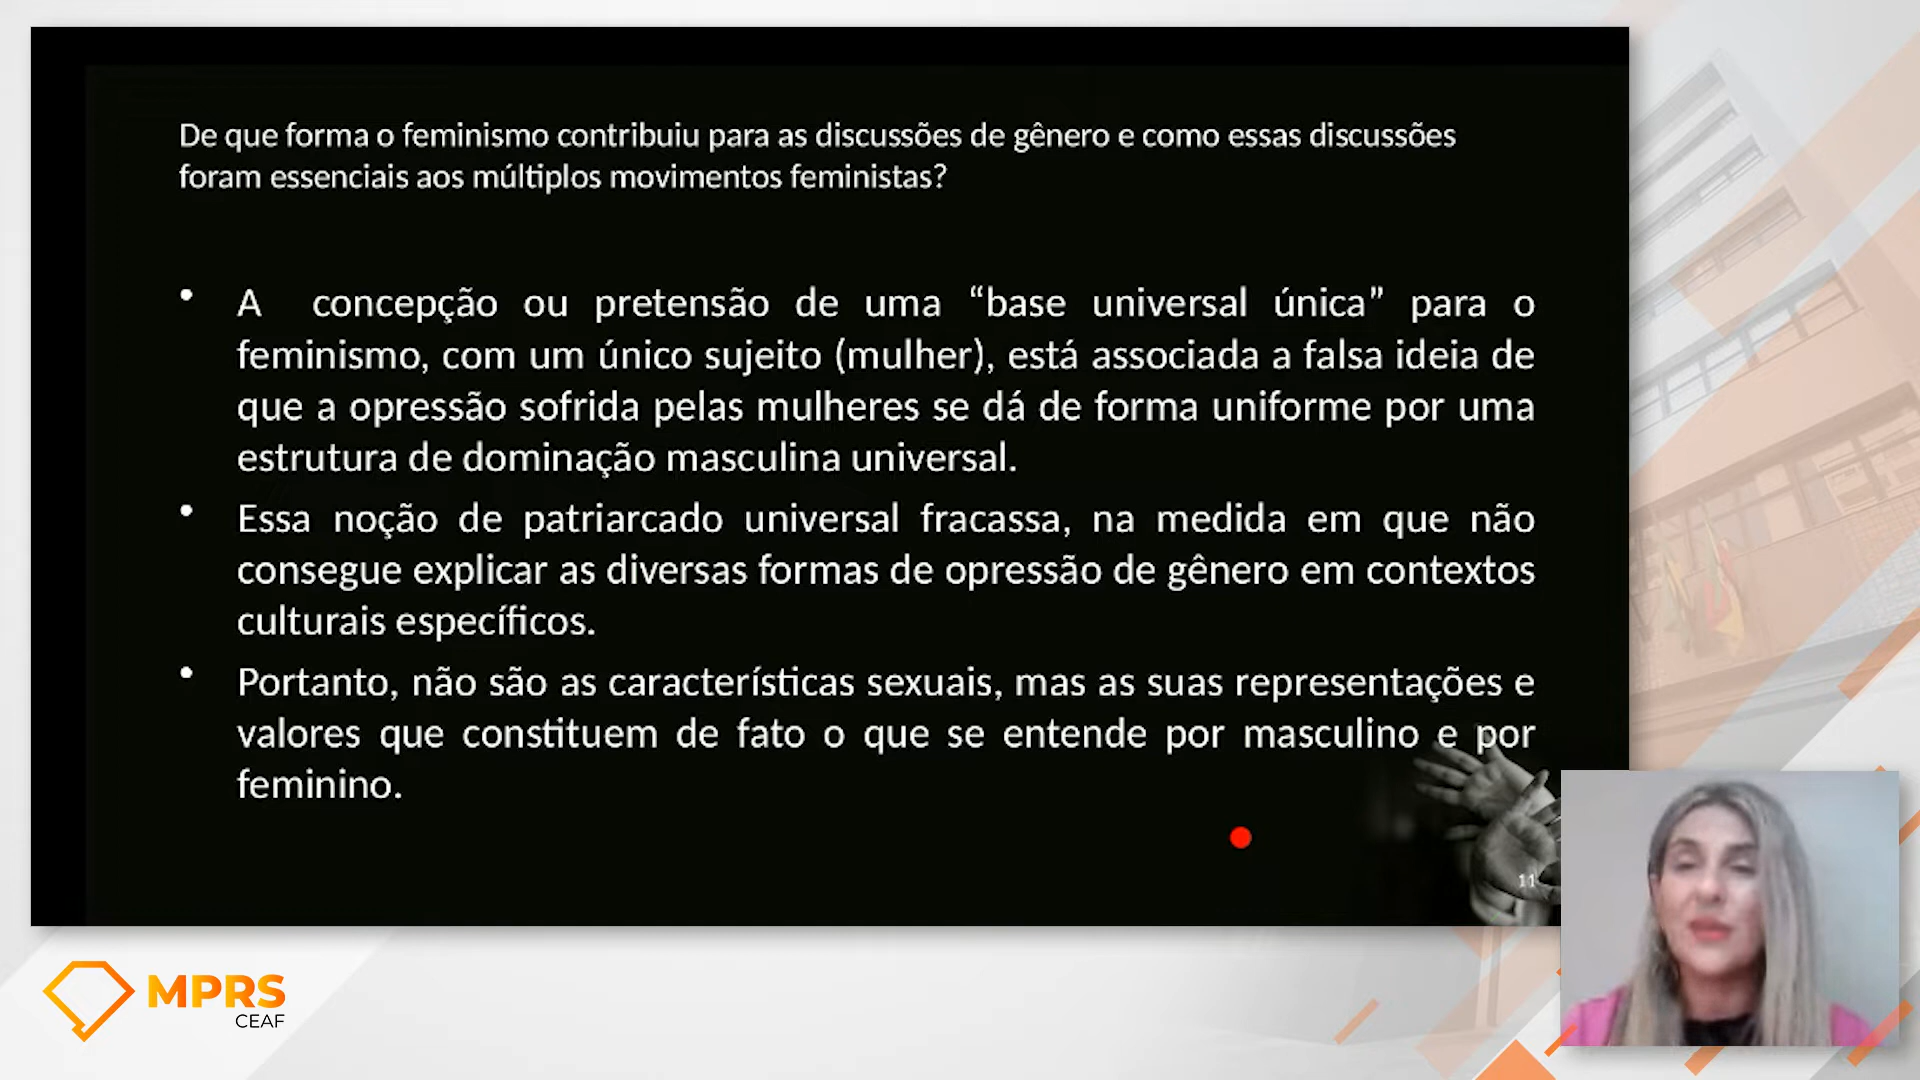 De que forma o feminismo contribuiu para as discussões de gênero e como essas discussões
foram essenciais aos múltiplos movimentos feministas?
• A concepção ou pretensão de uma “base universal única” para o
feminismo, com um único sujeito (mulher), está associada a falsa ideia de
que a opressão sofrida pelas mulheres se dá de forma uniforme por uma
estrutura de dominação masculina universal.
• Essa noção de patriarcado universal fracassa, na medida em que não
consegue explicar as diversas formas de opressão de gênero em contextos
culturais específicos.
• Portanto, não são as características sexuais, mas as suas representações e
valores que constituem de fato o que se entende por masculino e por
feminino.
11
MPRS
CEAF